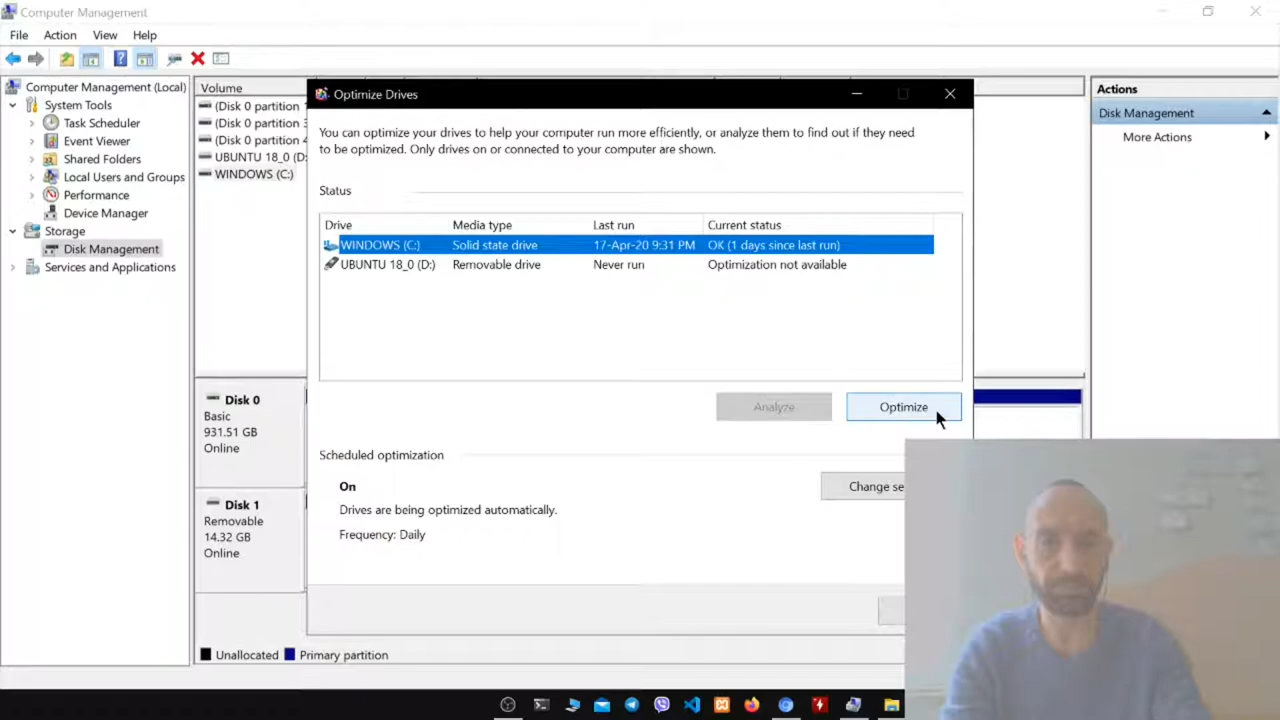 Computer Management
File Action View Help
Computer Management (Local)
System Tools
Task Scheduler
Event Viewer
Shared Folders
Local Users and Groups
Performance
Device Manager
Storage
Disk Management
Services and Applications
Volume
(Disk 0 partition
(Disk 0 partition
(Disk 0 partition
UBUNTU 18_0 (D:
WINDOWS (C:)
Optimize Drives
You can optimize your drives to help your computer run more efficiently, or analyze them to find out if they need
to be optimized. Only drives on or connected to your computer are shown.
Status
Drive Media type Last run Current status
WINDOWS (C:) Solid state drive 17-Apr-20 9:31 PM OK (1 days since last run)
UBUNTU 18_0 (D:) Removable drive Never run Optimization not available
Analyze Optimize
Scheduled optimization
On
Change se
Drives are being optimized automatically.
Frequency: Daily
Actions
Disk Management
More Actions
Disk 0
Basic
931.51 GB
Online
Disk 1
Removable
14.32 GB
Online
Unallocated Primary partition